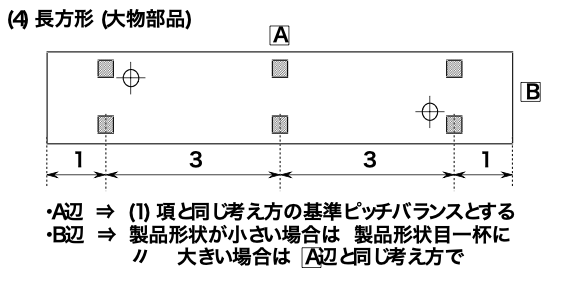 (4) 長方形 (大物部品)
A
B
1 3 3 1
・A辺 ⇒ (1) 項と同じ考え方の基準ピッチバランスとする
・B辺 ⇒ 製品形状が小さい場合は 製品形状目一杯に
〃 大きい場合は A辺と同じ考え方で